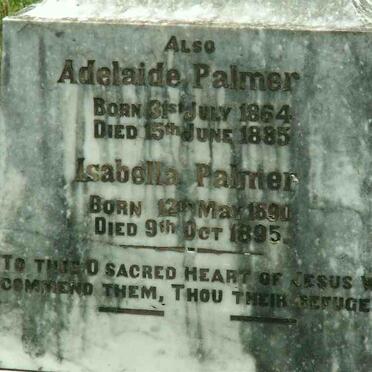 ALSO
Adelaide Palmer
BORN 31st JULY 1864
DIED 15th JUNE 1885
Isabella Palmer
BORN 12th MAY 1890
DIED 9th OCT 1895.
TO THEE O SACRED HEART OF JESUS W
COMMEND THEM, THOU THEIR REFUGE